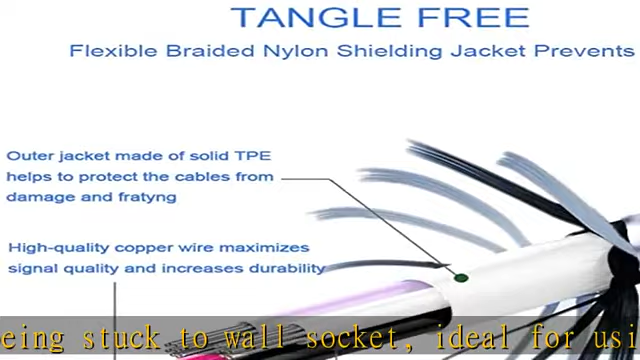 TANGLE FREE
Flexible Braided Nylon Shielding Jacket Prevents
Outer jacket made of solid TPE
helps to protect the cables from
damage and fratyng
High-quality copper wire maximizes
signal quality and increases durability
eing stuck to wall socket, ideal for usi